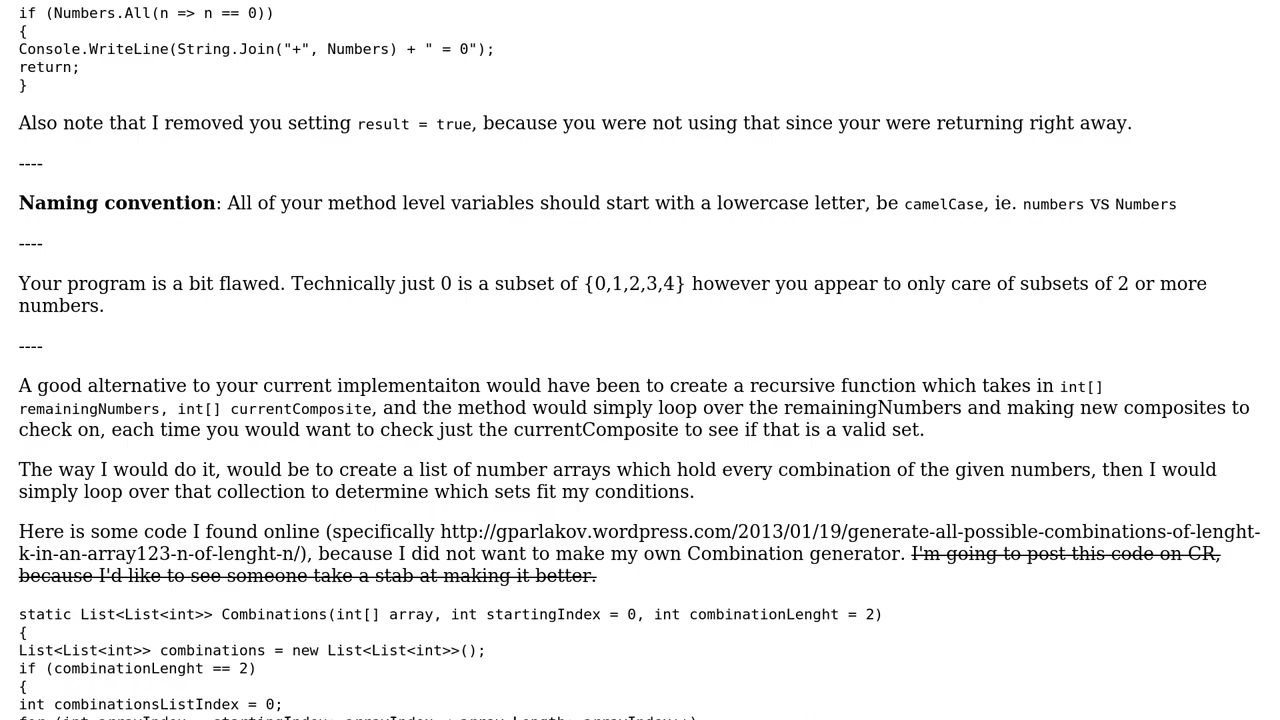 if (Numbers.All(n => n == 0))
{
Console.WriteLine(String.Join("+", Numbers) + " = 0");
return;
}
Also note that I removed you setting result = true, because you were not using that since your were returning right away.
----
Naming convention: All of your method level variables should start with a lowercase letter, be camelCase, ie. numbers vs Numbers
----
Your program is a bit flawed. Technically just 0 is a subset of {0,1,2,3,4} however you appear to only care of subsets of 2 or more
numbers.
----
A good alternative to your current implementaiton would have been to create a recursive function which takes in int[]
remainingNumbers, int[] currentComposite, and the method would simply loop over the remainingNumbers and making new composites to
check on, each time you would want to check just the currentComposite to see if that is a valid set.
The way I would do it, would be to create a list of number arrays which hold every combination of the given numbers, then I would
simply loop over that collection to determine which sets fit my conditions.
Here is some code I found online (specifically http://gparlakov.wordpress.com/2013/01/19/generate-all-possible-combinations-of-lenght-
k-in-an-array123-n-of-lenght-n/), because I did not want to make my own Combination generator. I'm going to post this code on CR,
because I'd like to see someone take a stab at making it better.
static List<List<int>> Combinations(int[] array, int startingIndex = 0, int combinationLenght = 2)
{
List<List<int>> combinations = new List<List<int>>();
if (combinationLenght == 2)
{
int combinationsListIndex = 0;
for (int arrayIndex = startingIndex; arrayIndex < array.Length; arrayIndex++)